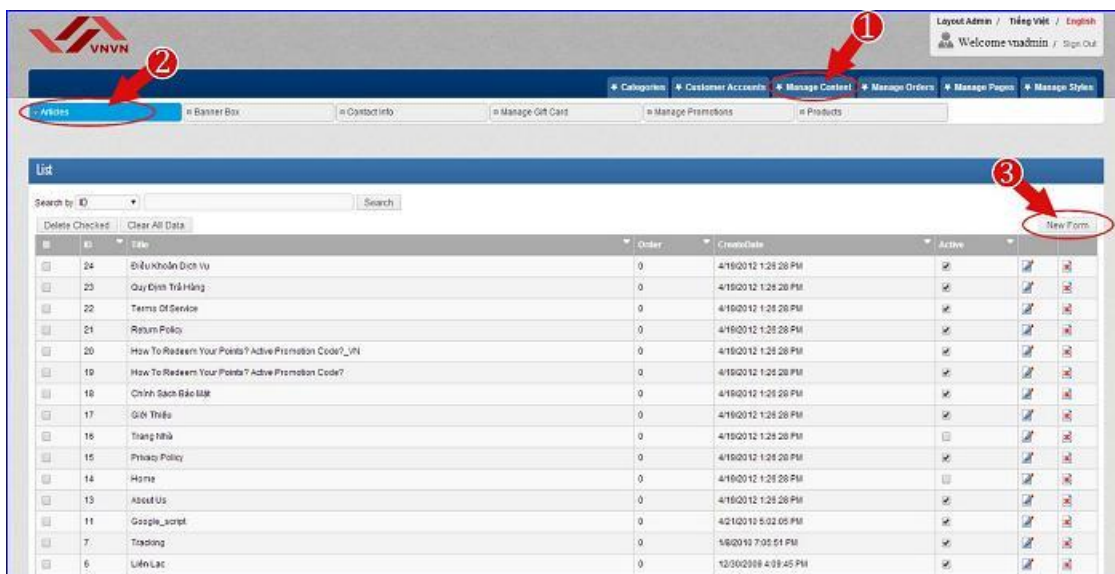 VNVN
Layout Admin / Tiếng Việt / English
Welcome vnadmin / Sign Out
1
2
Categories Customer Accounts Manage Content Manage Orders Manage Pages Manage Styles
Articles Banner Box Contact Info Manage Gift Card Manage Promotions Products
List
3
Search by ID Search
Delete Checked Clear All Data New Form
ID Title Order CreateDate Active
24 Điều Khoản Dịch Vụ 0 4/19/2012 1:26:28 PM
23 Quy Định Trả Hàng 0 4/19/2012 1:26:28 PM
22 Terms Of Service 0 4/19/2012 1:26:28 PM
21 Return Policy 0 4/19/2012 1:26:28 PM
20 How To Redeem Your Points? Active Promotion Code?_VN 0 4/19/2012 1:26:28 PM
19 How To Redeem Your Points? Active Promotion Code? 0 4/19/2012 1:26:28 PM
18 Chính Sách Bảo Mật 0 4/19/2012 1:26:28 PM
17 Giới Thiệu 0 4/19/2012 1:26:28 PM
16 Trang Nhà 0 4/19/2012 1:26:28 PM
15 Privacy Policy 0 4/19/2012 1:26:28 PM
14 Home 0 4/19/2012 1:26:28 PM
13 About Us 0 4/19/2012 1:26:28 PM
11 Google_script 0 4/21/2010 5:02:05 PM
7 Tracking 0 1/8/2010 7:05:51 PM
6 Liên Lạc 0 12/30/2009 4:09:45 PM